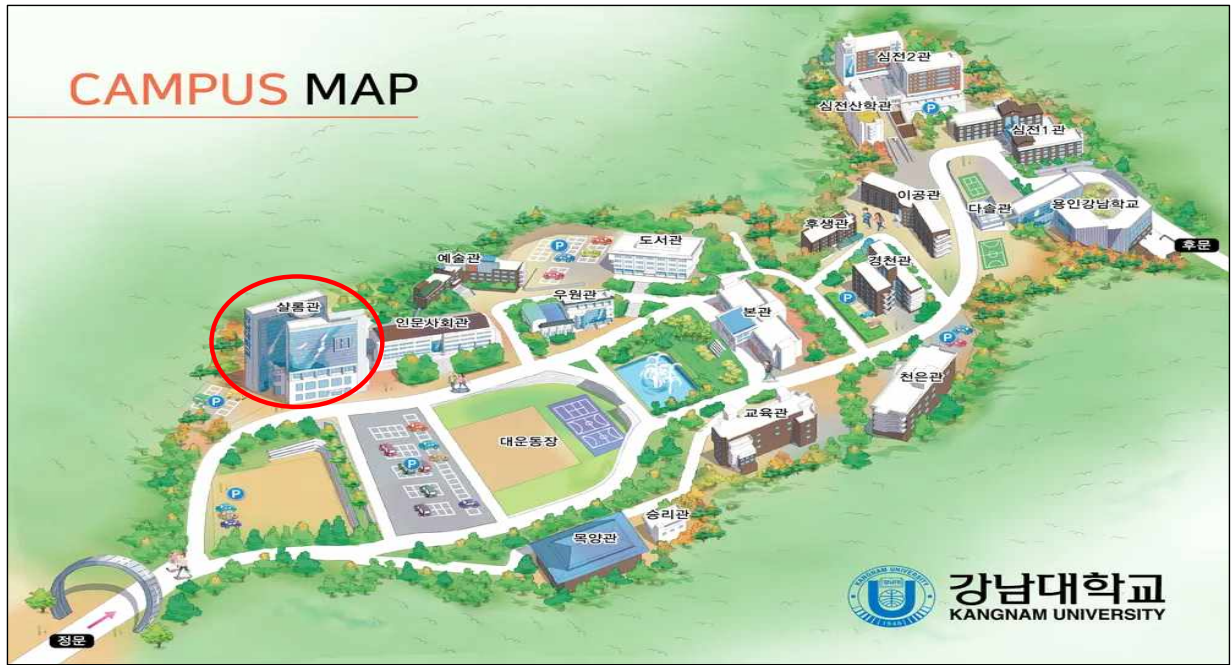 CAMPUS MAP
심전2관
P
심전산학관
심전1관
이공관
다솔관
용인강남학교
후생관
후문
도서관
P
예술관
경천관
우원관
P
샬롬관
인문사회관
본관
P
천은관
P
교육관
대운동장
P
P
승리관
목양관
정문
KANGNAM UNIVERSITY
1946
강남대학교
KANGNAM UNIVERSITY